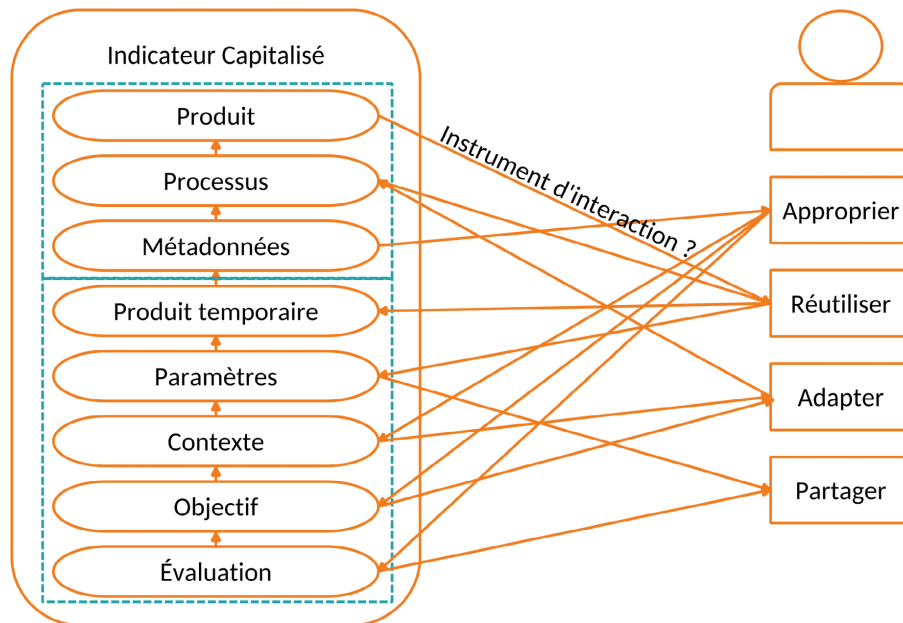 Indicateur Capitalisé
Produit
Processus
Métadonnées
Produit temporaire
Paramètres
Contexte
Objectif
Évaluation
Instrument d'interaction ?
Approprier
Réutiliser
Adapter
Partager